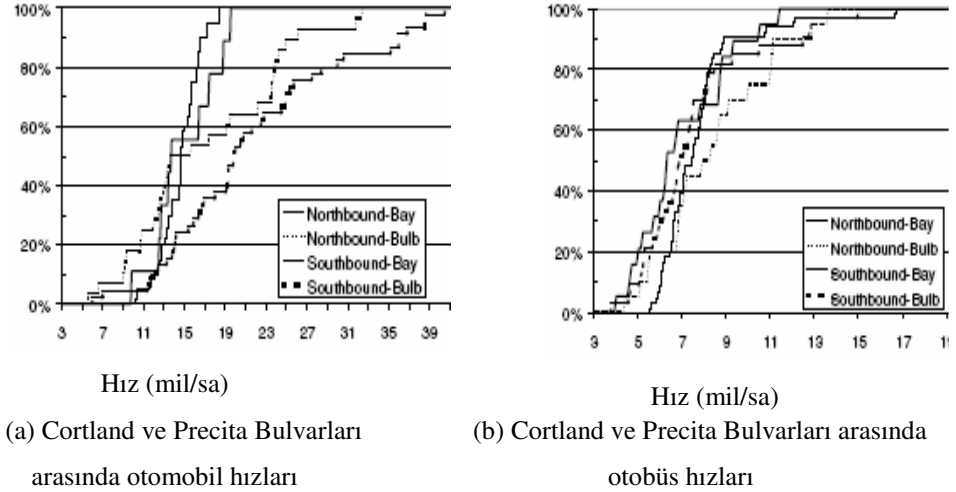 100%
80%
60%
40%
20%
0%
3 7 11 15 19 23 27 31 35 39
Northbound-Bay
Northbound-Bulb
Southbound-Bay
Southbound-Bulb
Hız (mil/sa)
(a) Cortland ve Precita Bulvarları
arasında otomobil hızları
100%
80%
60%
40%
20%
0%
3 5 7 9 11 13 15 17 19
Northbound-Bay
Northbound-Bulb
Southbound-Bay
Southbound-Bulb
Hız (mil/sa)
(b) Cortland ve Precita Bulvarları arasında
otobüs hızları